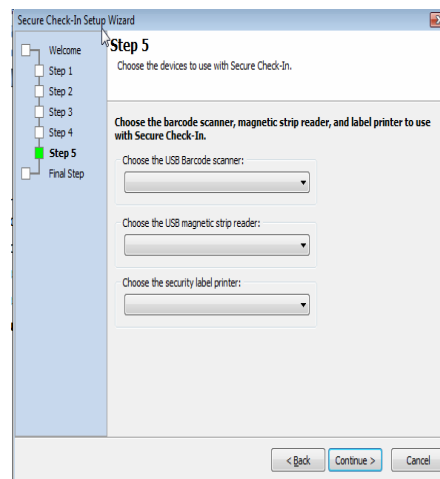 Secure Check-In Setup Wizard
Welcome
Step 1
Step 2
Step 3
Step 4
Step 5
Final Step
Step 5
Choose the devices to use with Secure Check-In.
Choose the barcode scanner, magnetic strip reader, and label printer to use
with Secure Check-In.
Choose the USB Barcode scanner:
Choose the USB magnetic strip reader:
Choose the security label printer:
< Back
Continue >
Cancel